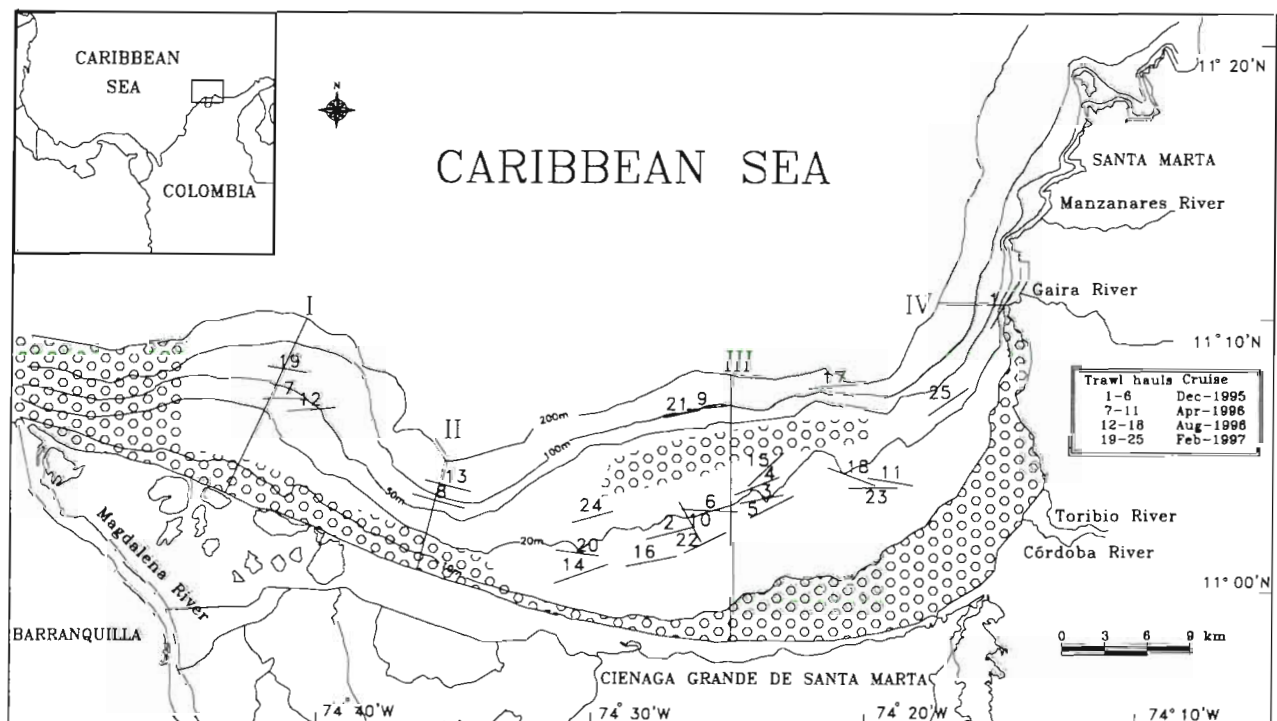 CARIBBEAN
SEA
COLOMBIA
N
CARIBBEAN SEA
11° 20'N
SANTA MARTA
Manzanares River
IV
1
Gaira River
11° 10'N
I
19
7
12
II
13
8
III
17
21 9
25
200m
100m
50m
20m
10m
15
4
3
5
18
11
23
24
6
2
10
22
20
14
16
Trawl hauls Cruise
1-6 Dec-1995
7-11 Apr-1996
12-18 Aug-1996
19-25 Feb-1997
Toribio River
Córdoba River
11° 00'N
Magdalena River
BARRANQUILLA
CIENAGA GRANDE DE SANTA MARTA
0 3 6 9 km
74° 40'W
74° 30'W
74° 20'W
74° 10'W